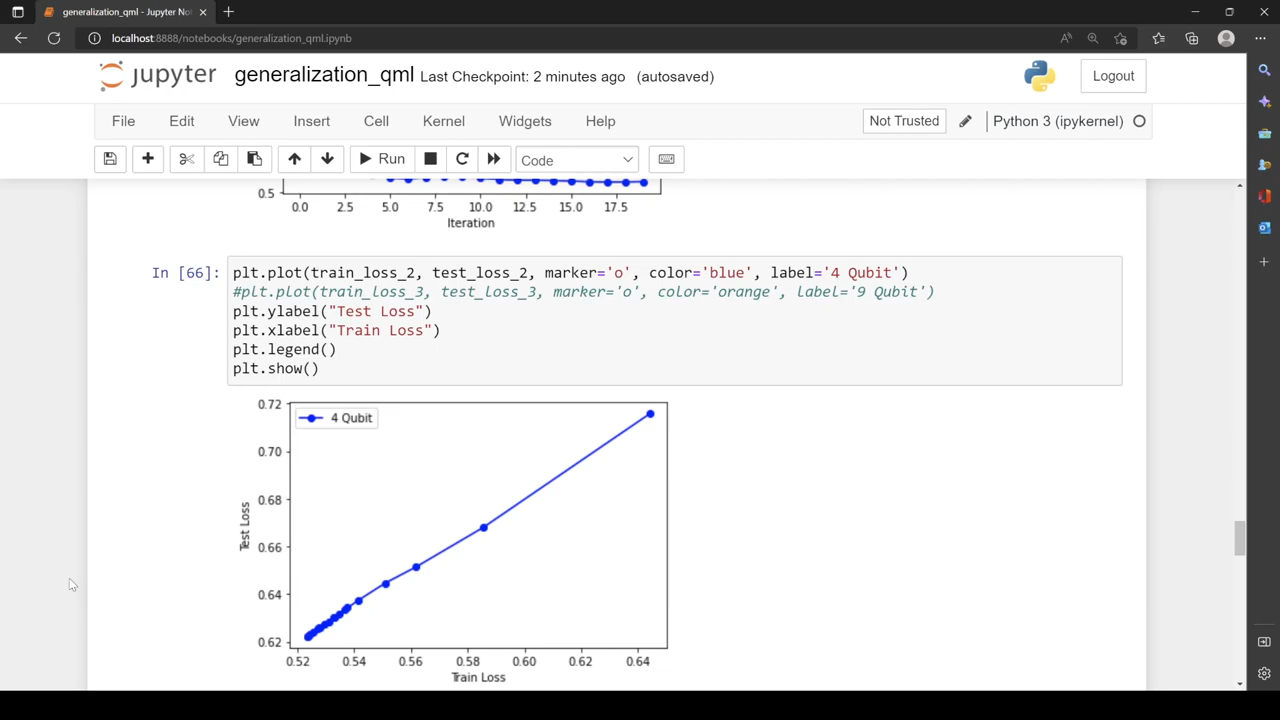 generalization_qml - Jupyter No
localhost:8888/notebooks/generalization_qml.ipynb
jupyter generalization_qml Last Checkpoint: 2 minutes ago (autosaved)
Logout
File Edit View Insert Cell Kernel Widgets Help
Not Trusted
Python 3 (ipykernel)
Run
Code
0.5
0.0 2.5 5.0 7.5 10.0 12.5 15.0 17.5
Iteration
In [66]:
plt.plot(train_loss_2, test_loss_2, marker='o', color='blue', label='4 Qubit')
#plt.plot(train_loss_3, test_loss_3, marker='o', color='orange', label='9 Qubit')
plt.ylabel("Test Loss")
plt.xlabel("Train Loss")
plt.legend()
plt.show()
0.72
4 Qubit
0.70
0.68
Test Loss
0.66
0.64
0.62
0.52 0.54 0.56 0.58 0.60 0.62 0.64
Train Loss